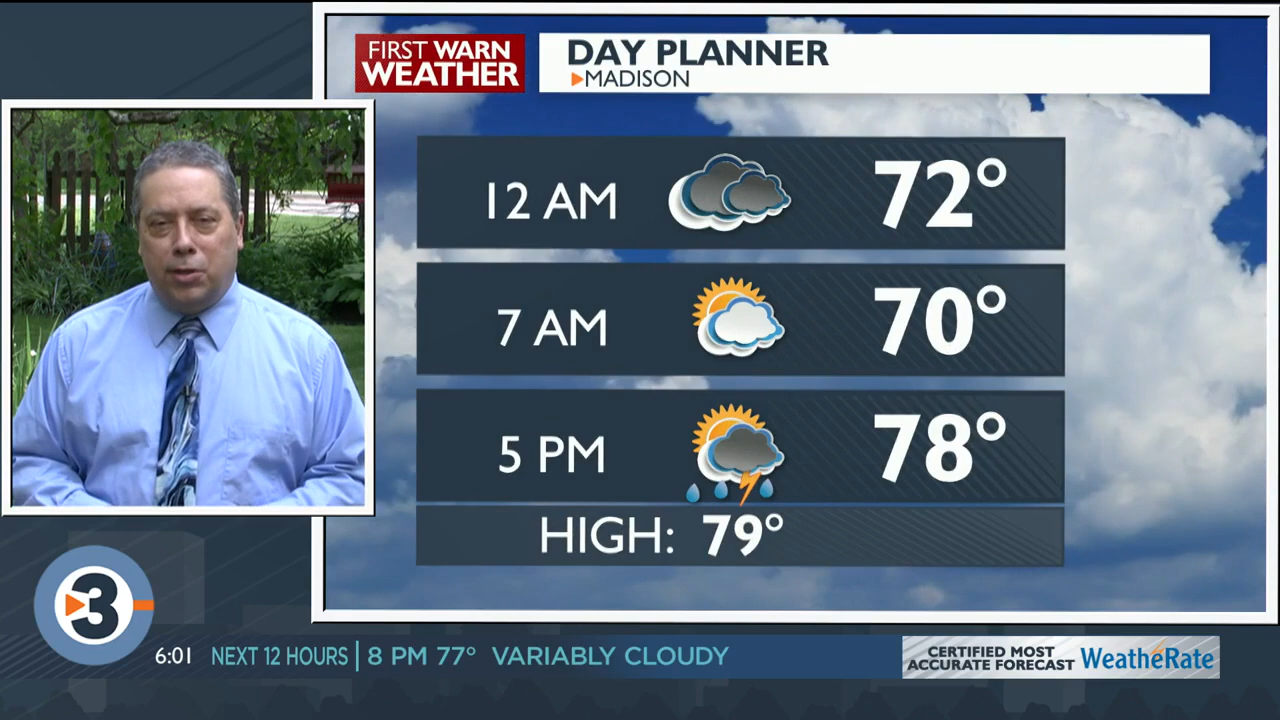 FIRST WARN
WEATHER
DAY PLANNER
MADISON
12 AM 72°
7 AM 70°
5 PM 78°
HIGH: 79°
3
6:01 NEXT 12 HOURS 8 PM 77° VARIABLY CLOUDY
CERTIFIED MOST
ACCURATE FORECAST WeatheRate